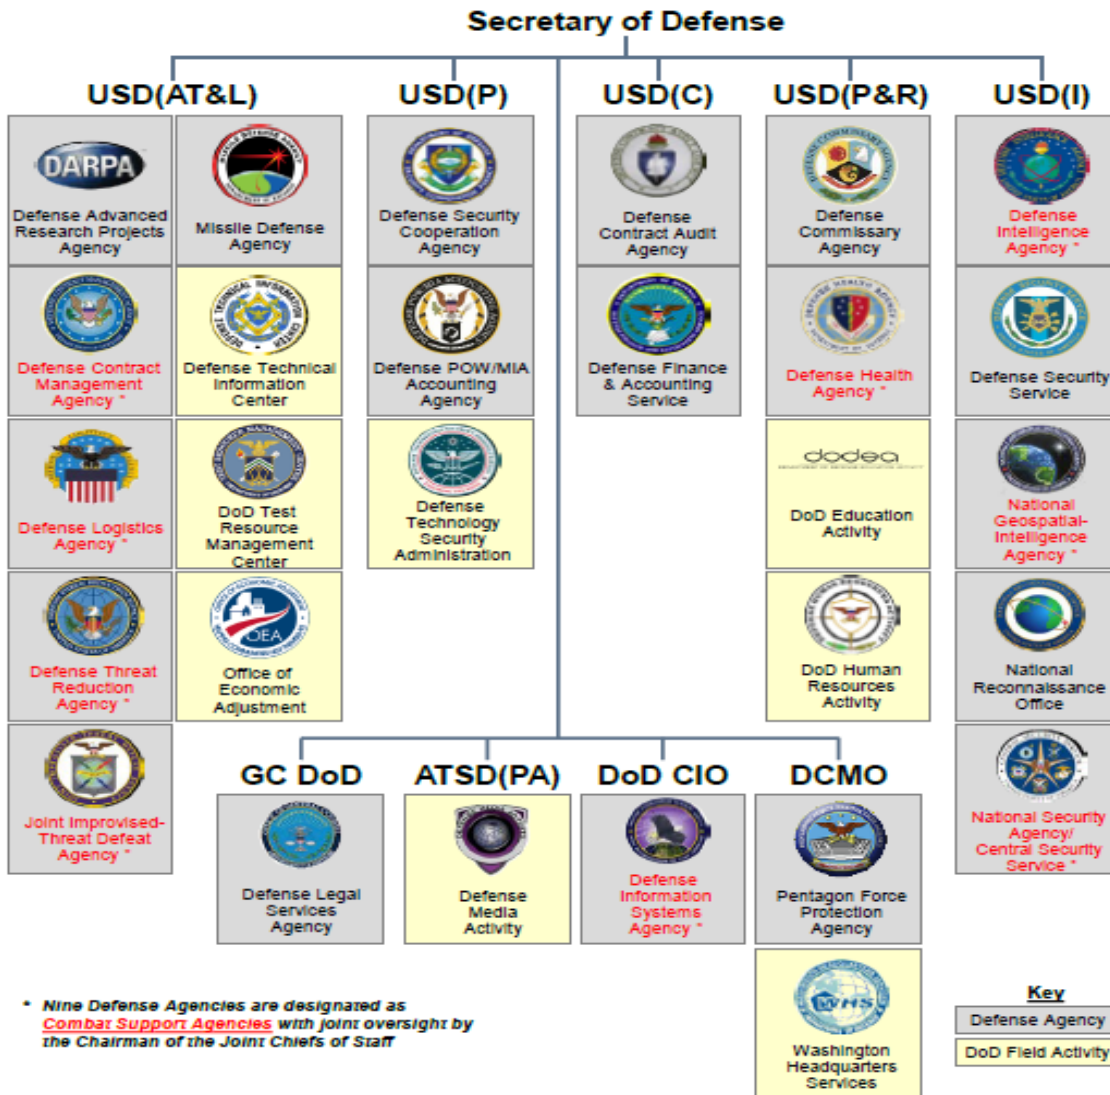 Secretary of Defense
USD(AT&L)
USD(P)
USD(C)
USD(P&R)
USD(I)
DARPA
Defense Advanced
Research Projects
Agency
Missile Defense
Agency
Defense Security
Cooperation
Agency
Defense
Contract Audit
Agency
Defense
Commissary
Agency
Defense
Intelligence
Agency *
Defense Contract
Management
Agency *
Defense Technical
Information
Center
Defense POW/MIA
Accounting
Agency
Defense Finance
& Accounting
Service
Defense Health
Agency *
Defense Security
Service
Defense Logistics
Agency *
DoD Test
Resource
Management
Center
Defense
Technology
Security
Administration
dodea
DoD Education
Activity
National
Geospatial-
Intelligence
Agency *
Defense Threat
Reduction
Agency *
OEA
Office of
Economic
Adjustment
DoD Human
Resources
Activity
National
Reconnaissance
Office
Joint Improvised-
Threat Defeat
Agency *
National Security
Agency/
Central Security
Service *
GC DoD
ATSD(PA)
DoD CIO
DCMO
Defense Legal
Services
Agency
Defense
Media
Activity
Defense
Information
Systems
Agency *
Pentagon Force
Protection
Agency
WHS
Washington
Headquarters
Services
* Nine Defense Agencies are designated as
Combat Support Agencies with joint oversight by
the Chairman of the Joint Chiefs of Staff
Key
Defense Agency
DoD Field Activity